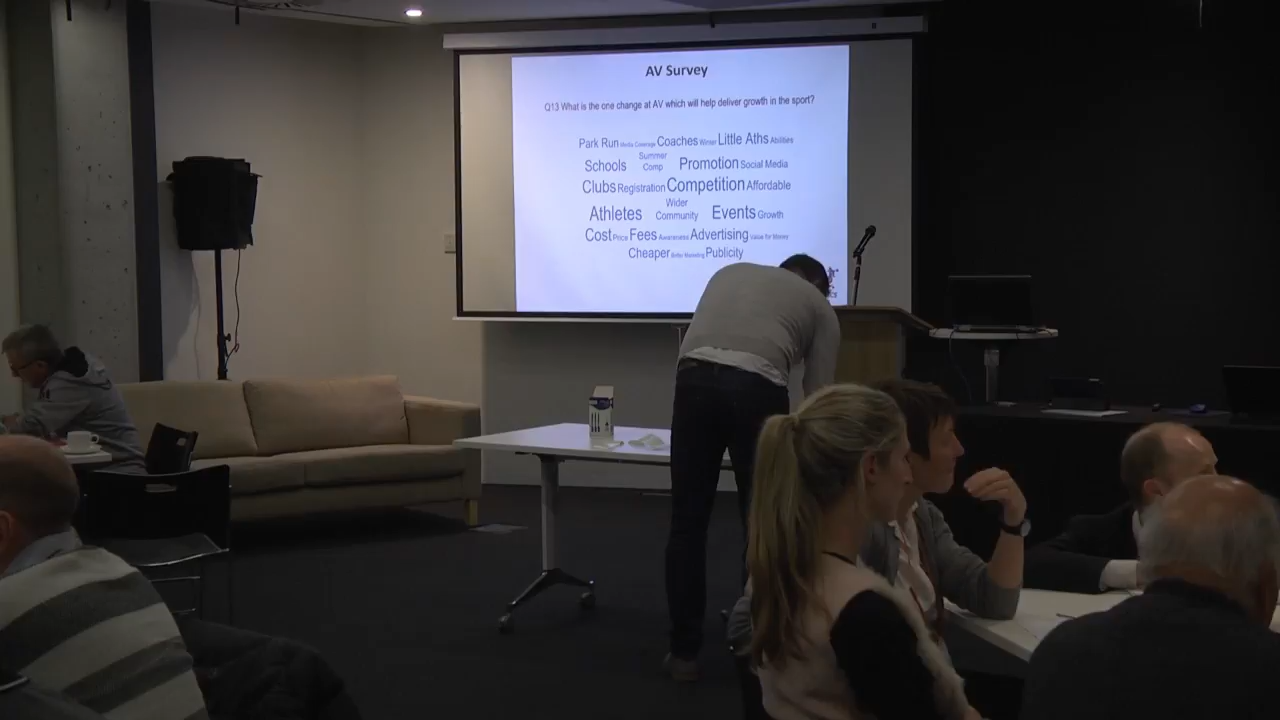 AV Survey
Q13 What is the one change at AV which will help deliver growth in the sport?
Park Run Media Coverage Coaches Winter Little Aths Abilities
Schools Summer Comp Promotion Social Media
Clubs Registration Competition Affordable
Athletes Wider Community Events Growth
Cost Price Fees Awareness Advertising Value for Money
Cheaper Better Marketing Publicity